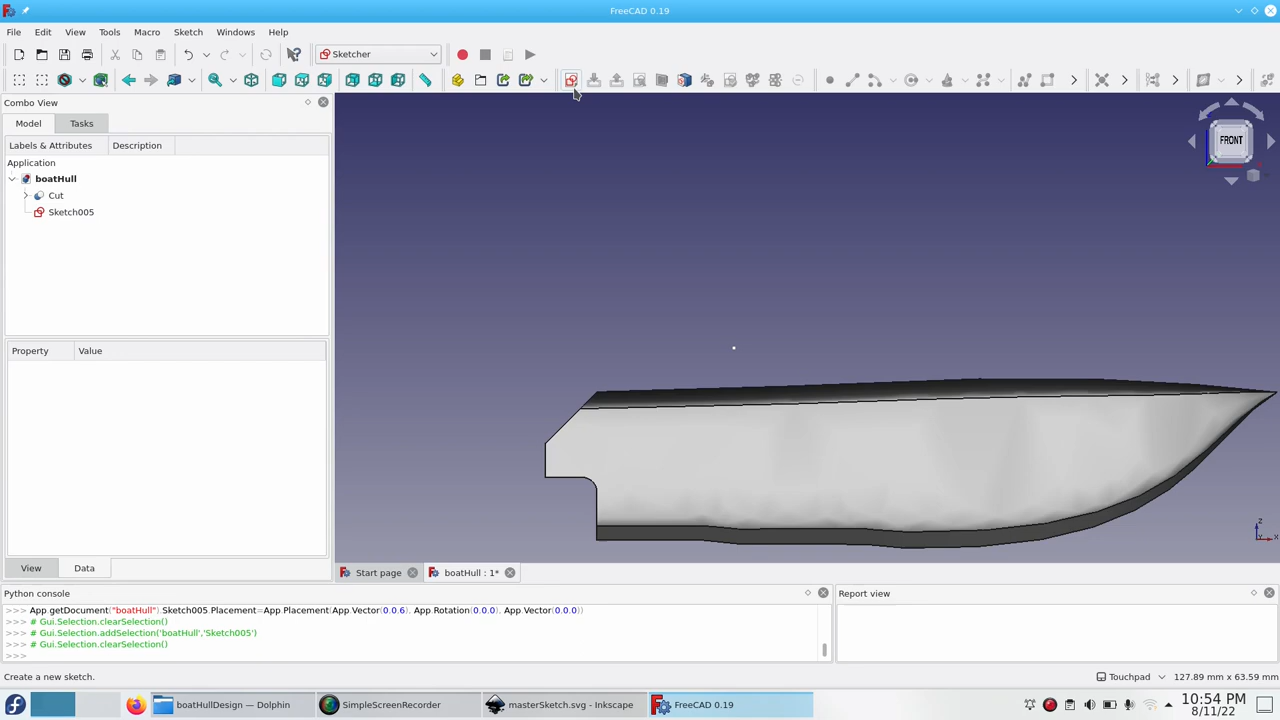 FreeCAD 0.19
File Edit View Tools Macro Sketch Windows Help
Sketcher
Combo View
Model Tasks
Labels & Attributes Description
Application
boatHull
Cut
Sketch005
Property Value
View Data
FRONT
Z
X
Start page boatHull : 1*
Python console
>>> App.getDocument("boatHull").Sketch005.Placement=App.Placement(App.Vector(0,0,6), App.Rotation(0,0,0), App.Vector(0,0,0))
>>> # Gui.Selection.clearSelection()
>>> # Gui.Selection.addSelection('boatHull','Sketch005')
>>> # Gui.Selection.clearSelection()
>>>
Report view
Create a new sketch.
Touchpad 127.89 mm x 63.59 mm
boatHullDesign — Dolphin SimpleScreenRecorder masterSketch.svg - Inkscape FreeCAD 0.19
10:54 PM
8/11/22